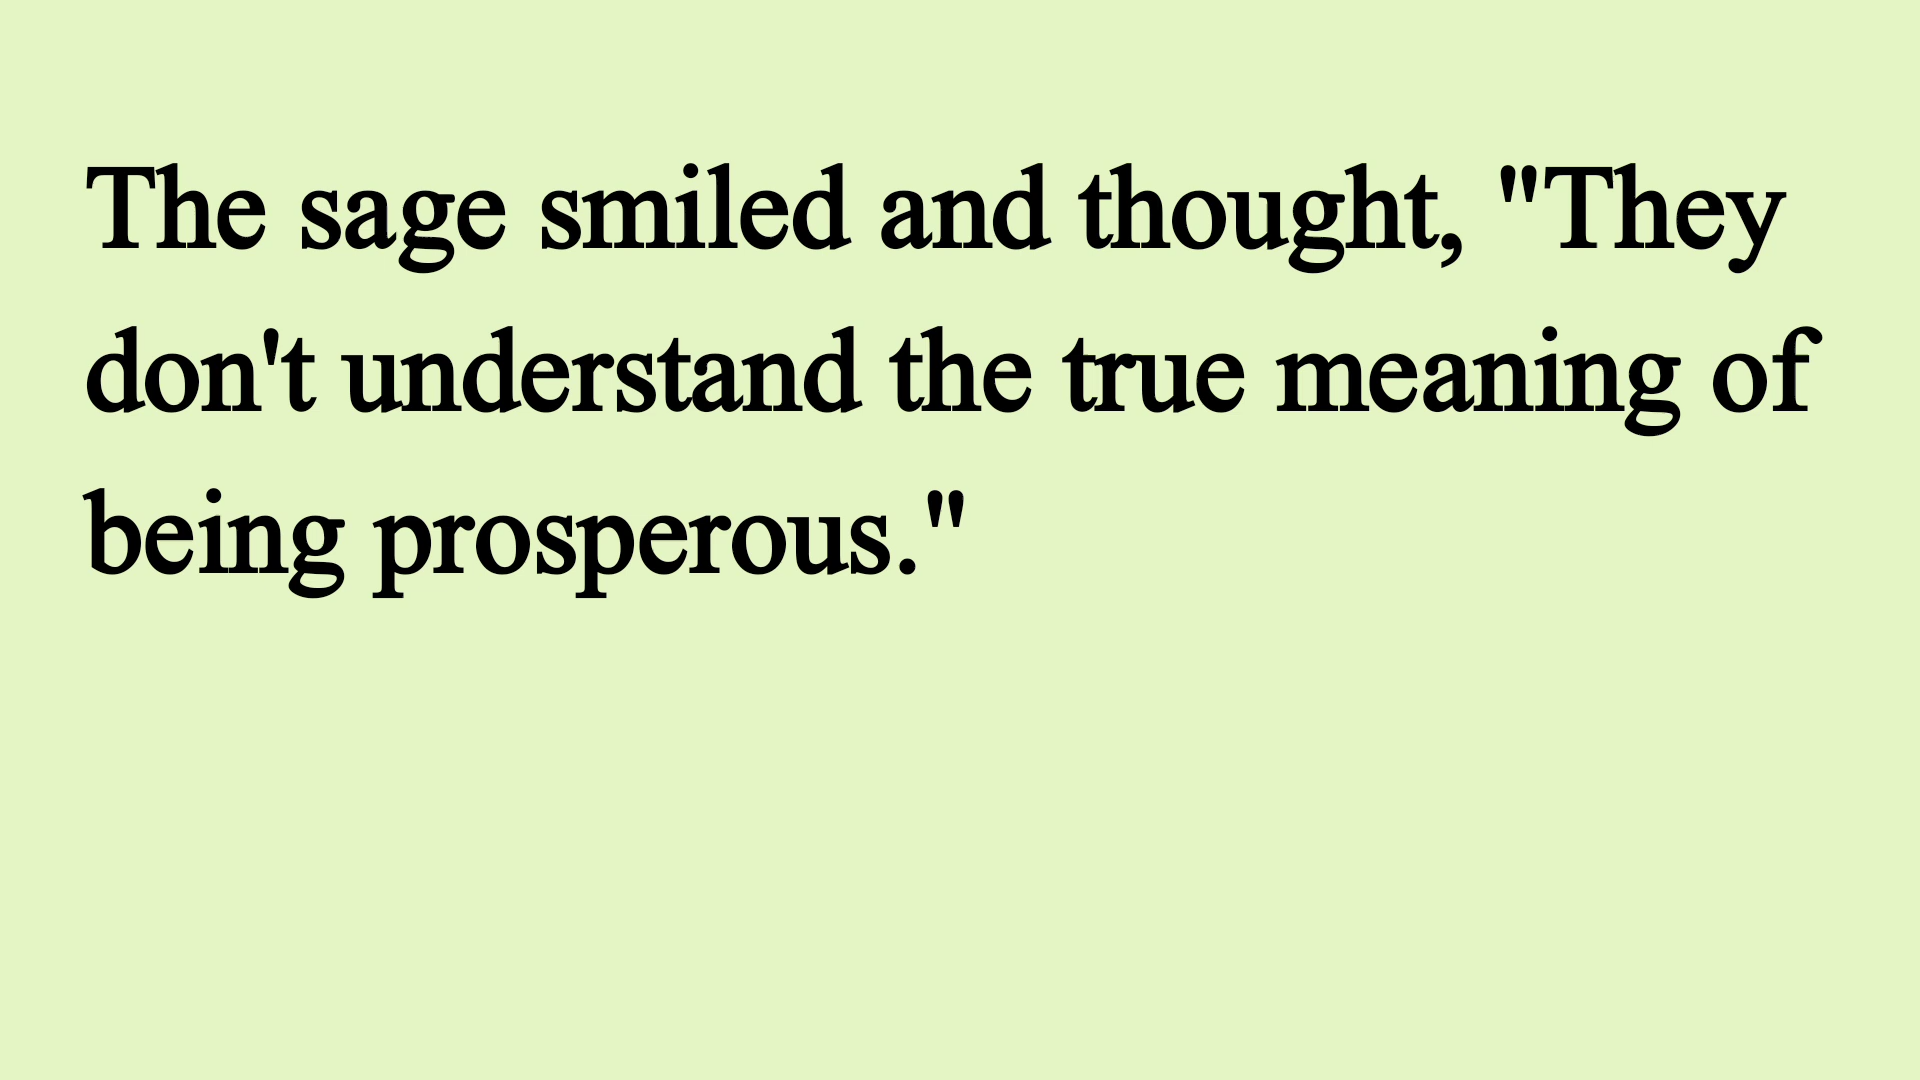 The sage smiled and thought, "They
don't understand the true meaning of
being prosperous."